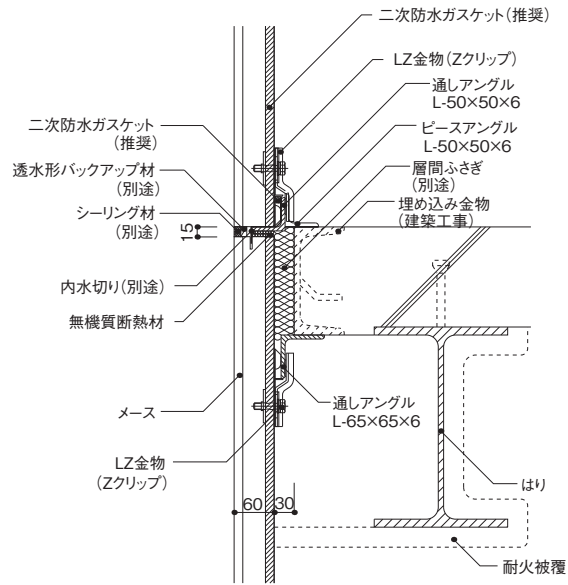 二次防水ガスケット(推奨)
LZ金物(Zクリップ)
通しアングル
L-50×50×6
ピースアングル
L-50×50×6
層間ふさぎ
(別途)
埋め込み金物
(建築工事)
二次防水ガスケット
(推奨)
透水形バックアップ材
(別途)
シーリング材
(別途)
15
内水切り(別途)
無機質断熱材
メース
LZ金物
(Zクリップ)
通しアングル
L-65×65×6
60
30
はり
耐火被覆